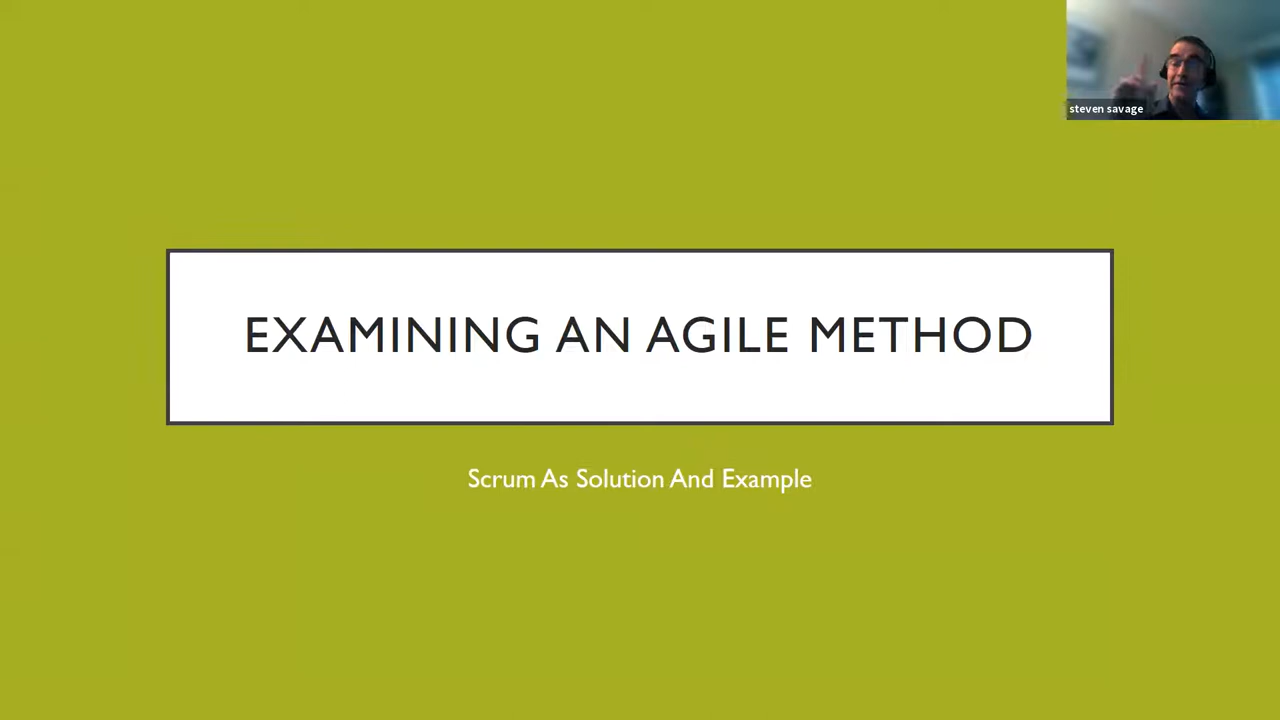 steven savage
EXAMINING AN AGILE METHOD
Scrum As Solution And Example